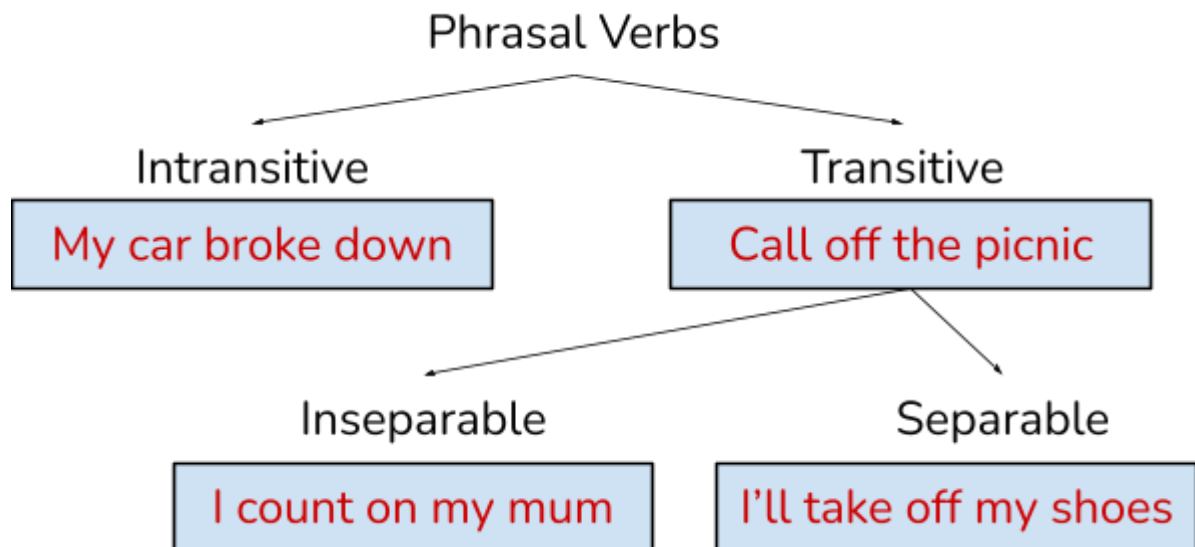 Phrasal Verbs
Intransitive
Transitive
My car broke down
Call off the picnic
Inseparable
Separable
I count on my mum
I’ll take off my shoes